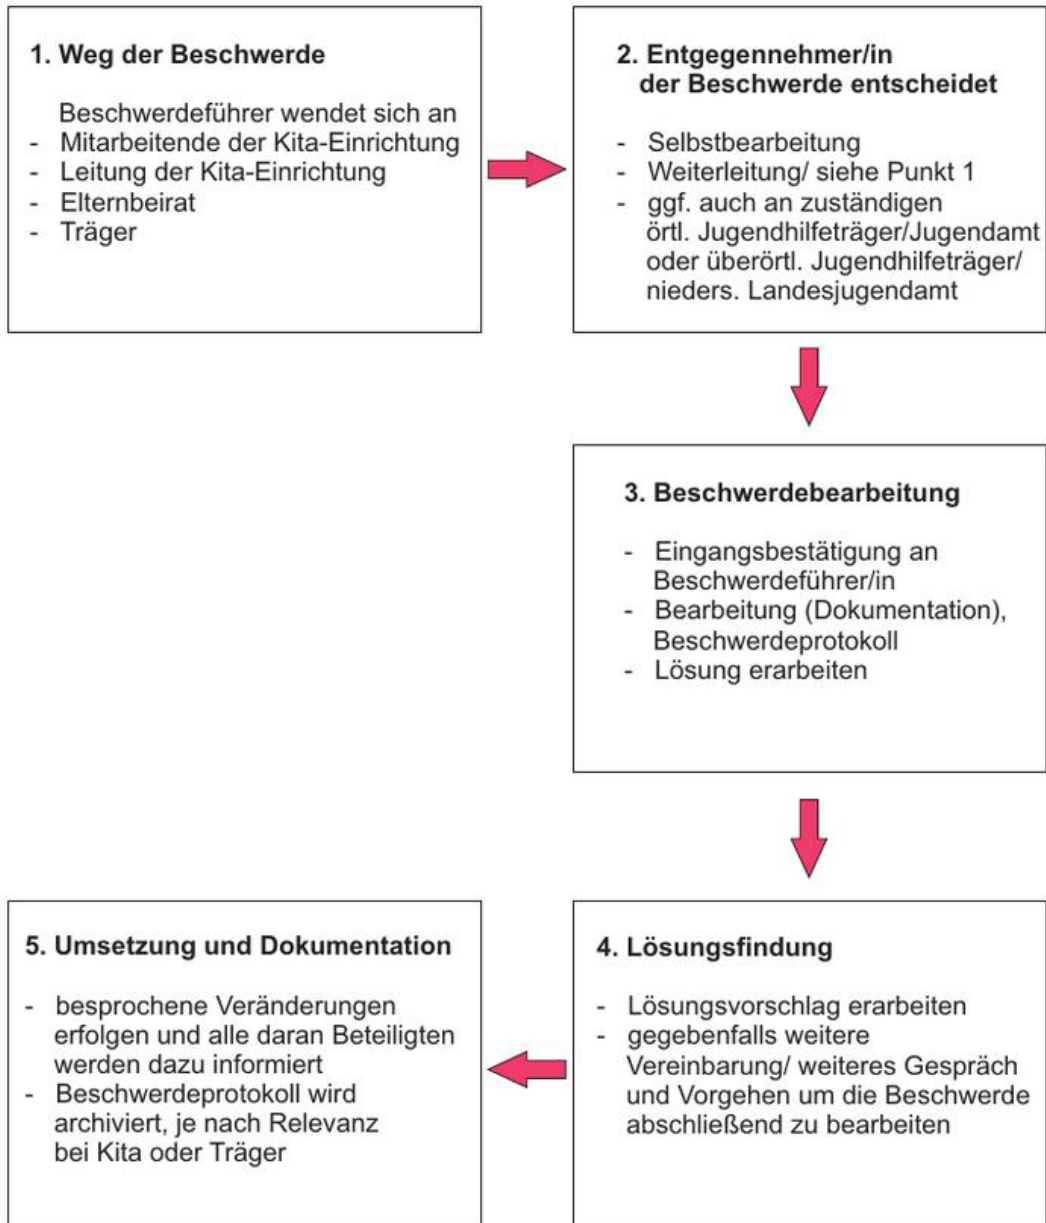 1. Weg der Beschwerde
Beschwerdeführer wendet sich an
- Mitarbeitende der Kita-Einrichtung
- Leitung der Kita-Einrichtung
- Elternbeirat
- Träger
2. Entgegennehmer/in
der Beschwerde entscheidet
- Selbstbearbeitung
- Weiterleitung/ siehe Punkt 1
- ggf. auch an zuständigen
örtl. Jugendhilfeträger/Jugendamt
oder überörtl. Jugendhilfeträger/
nieders. Landesjugendamt
3. Beschwerdebearbeitung
- Eingangsbestätigung an
Beschwerdeführer/in
- Bearbeitung (Dokumentation),
Beschwerdeprotokoll
- Lösung erarbeiten
4. Lösungsfindung
- Lösungsvorschlag erarbeiten
- gegebenfalls weitere
Vereinbarung/ weiteres Gespräch
und Vorgehen um die Beschwerde
abschließend zu bearbeiten
5. Umsetzung und Dokumentation
- besprochene Veränderungen
erfolgen und alle daran Beteiligten
werden dazu informiert
- Beschwerdeprotokoll wird
archiviert, je nach Relevanz
bei Kita oder Träger